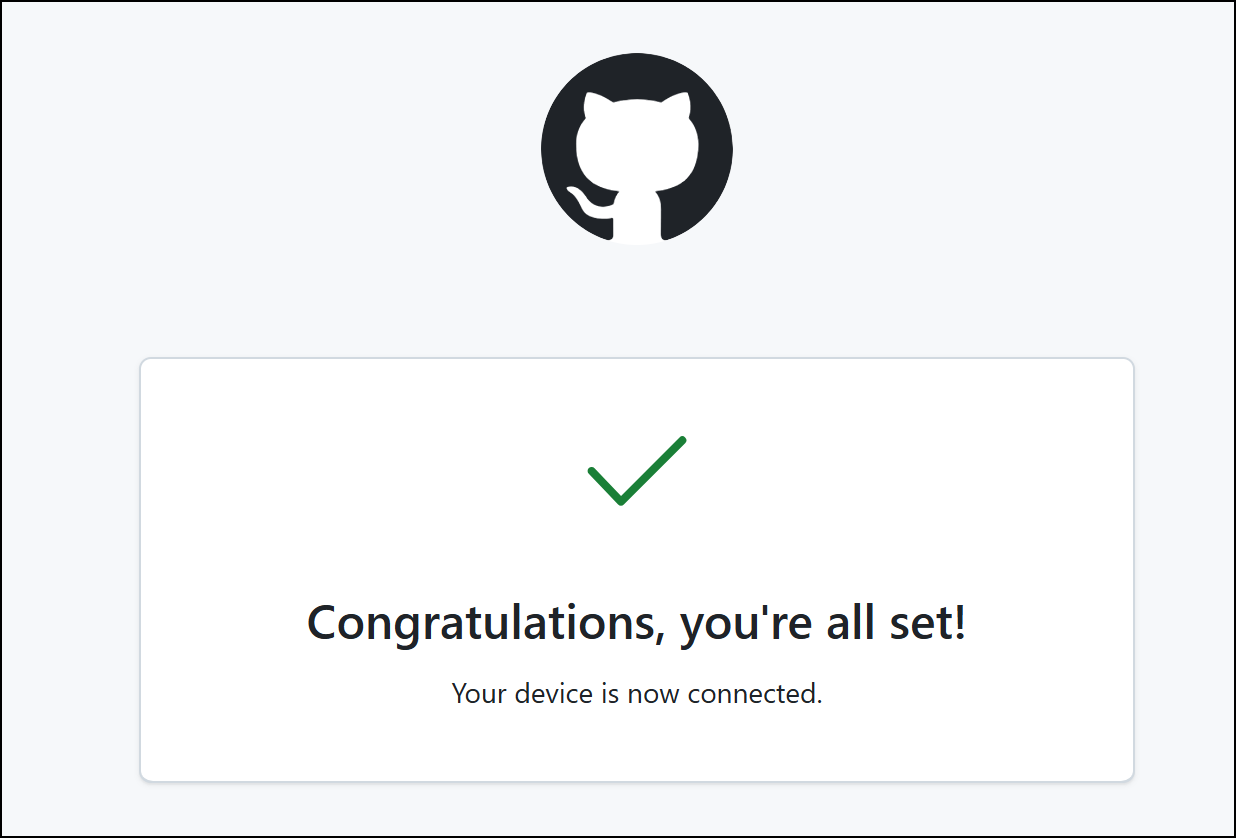 Congratulations, you're all set!
Your device is now connected.